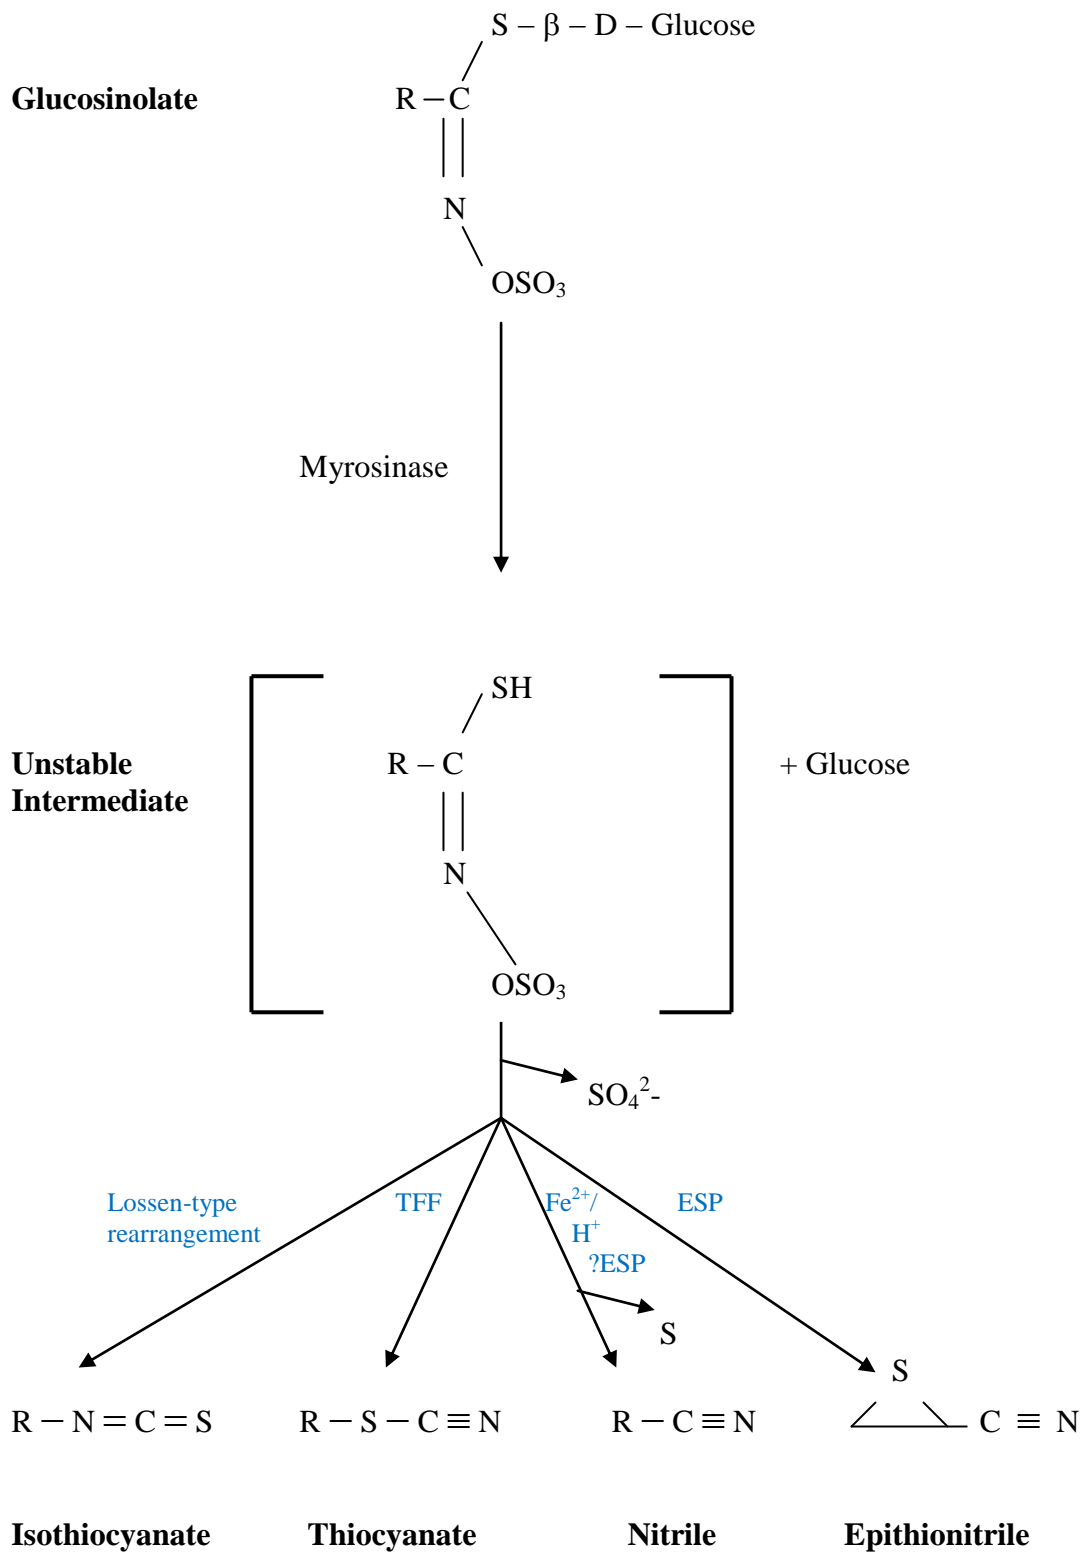 S – β – D – Glucose
Glucosinolate
R – C
N
OSO₃
Myrosinase
SH
Unstable
Intermediate
R – C
+ Glucose
N
OSO₃
SO₄²-
Lossen-type
rearrangement
TFF
Fe²⁺/
H⁺
?ESP
ESP
S
S
R – N = C = S
R – S – C ≡ N
R – C ≡ N
C ≡ N
Isothiocyanate
Thiocyanate
Nitrile
Epithionitrile